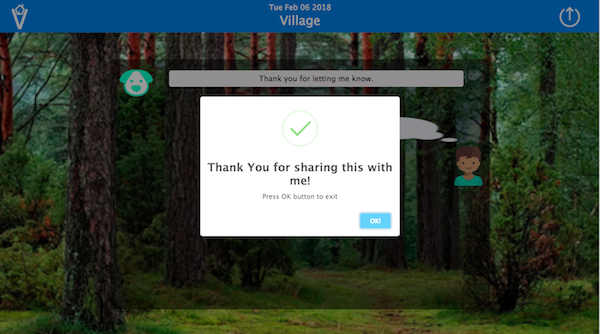 Tue Feb 06 2018
Village
Thank you for letting me know.
Thank You for sharing this with
me!
Press OK button to exit
OK!